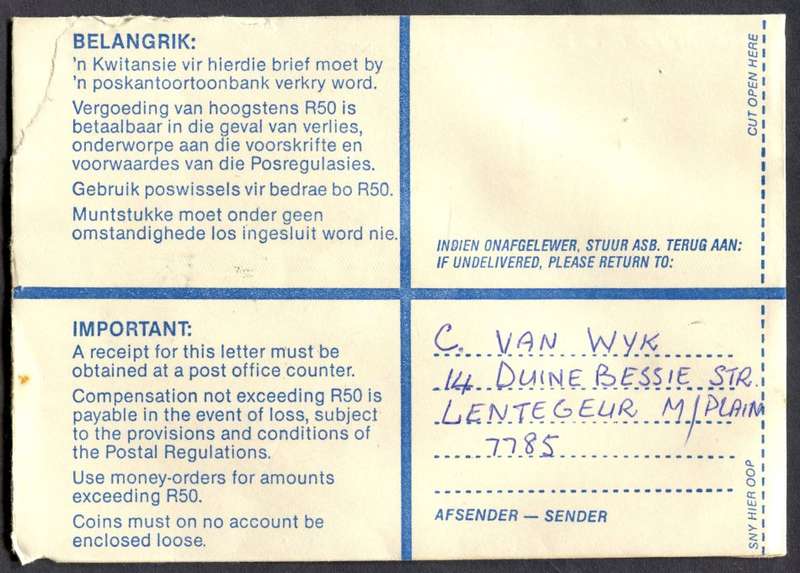 BELANGRIK:
'n Kwitansie vir hierdie brief moet by
'n poskantoortoonbank verkry word.
Vergoeding van hoogstens R50 is
betaalbaar in die geval van verlies,
onderworpe aan die voorskrifte en
voorwaardes van die Posregulasies.
Gebruik poswissels vir bedrae bo R50.
Muntstukke moet onder geen
omstandighede los ingesluit word nie.
CUT OPEN HERE
INDIEN ONAFGELEWER, STUUR ASB. TERUG AAN:
IF UNDELIVERED, PLEASE RETURN TO:
IMPORTANT:
A receipt for this letter must be
obtained at a post office counter.
Compensation not exceeding R50 is
payable in the event of loss, subject
to the provisions and conditions of
the Postal Regulations.
Use money-orders for amounts
exceeding R50.
Coins must on no account be
enclosed loose.
C. VAN WYK
14 DUINE BESSIE STR.
LENTEGEUR M/PLAIN
7785
AFSENDER — SENDER
SNY HIER OOP